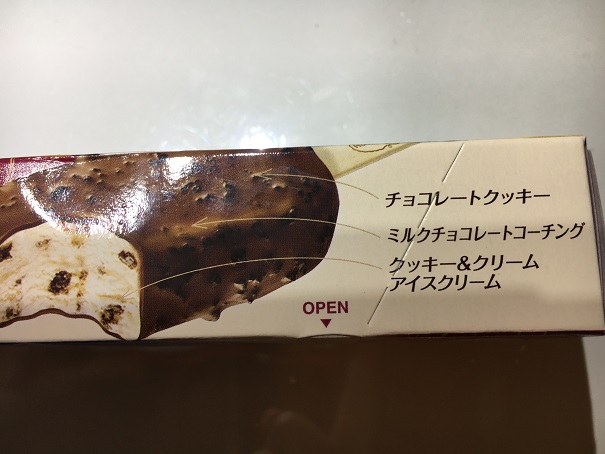 チョコレートクッキー
ミルクチョコレートコーチング
クッキー&クリーム
アイスクリーム
OPEN